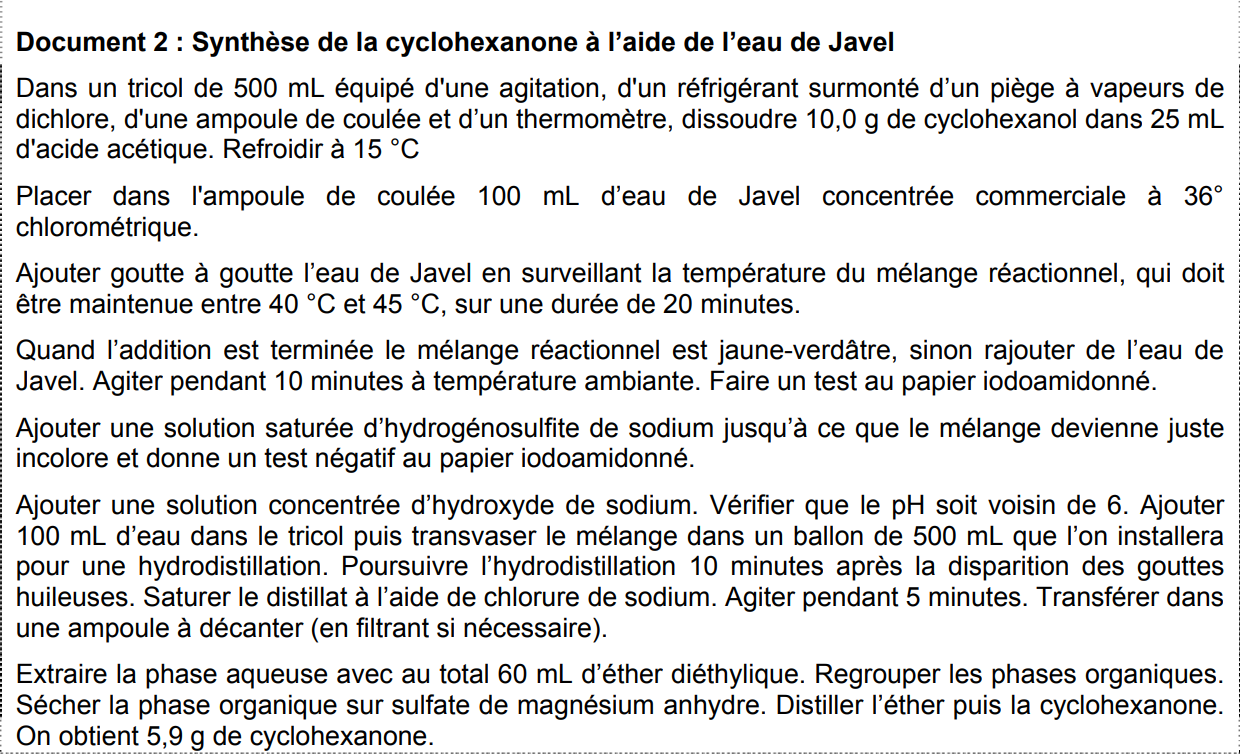 Document 2 : Synthèse de la cyclohexanone à l’aide de l’eau de Javel
Dans un tricol de 500 mL équipé d'une agitation, d'un réfrigérant surmonté d’un piège à vapeurs de
dichlore, d'une ampoule de coulée et d’un thermomètre, dissoudre 10,0 g de cyclohexanol dans 25 mL
d'acide acétique. Refroidir à 15 °C
Placer dans l'ampoule de coulée 100 mL d’eau de Javel concentrée commerciale à 36°
chlorométrique.
Ajouter goutte à goutte l’eau de Javel en surveillant la température du mélange réactionnel, qui doit
être maintenue entre 40 °C et 45 °C, sur une durée de 20 minutes.
Quand l’addition est terminée le mélange réactionnel est jaune-verdâtre, sinon rajouter de l’eau de
Javel. Agiter pendant 10 minutes à température ambiante. Faire un test au papier iodoamidonné.
Ajouter une solution saturée d’hydrogénosulfite de sodium jusqu’à ce que le mélange devienne juste
incolore et donne un test négatif au papier iodoamidonné.
Ajouter une solution concentrée d’hydroxyde de sodium. Vérifier que le pH soit voisin de 6. Ajouter
100 mL d’eau dans le tricol puis transvaser le mélange dans un ballon de 500 mL que l’on installera
pour une hydrodistillation. Poursuivre l’hydrodistillation 10 minutes après la disparition des gouttes
huileuses. Saturer le distillat à l’aide de chlorure de sodium. Agiter pendant 5 minutes. Transférer dans
une ampoule à décanter (en filtrant si nécessaire).
Extraire la phase aqueuse avec au total 60 mL d’éther diéthylique. Regrouper les phases organiques.
Sécher la phase organique sur sulfate de magnésium anhydre. Distiller l’éther puis la cyclohexanone.
On obtient 5,9 g de cyclohexanone.